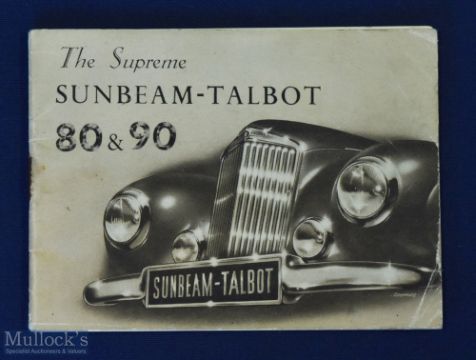 The Supreme
SUNBEAM-TALBOT
80 & 90
SUNBEAM-TALBOT
Mullock's
Specialist Auctioneers & Valuers